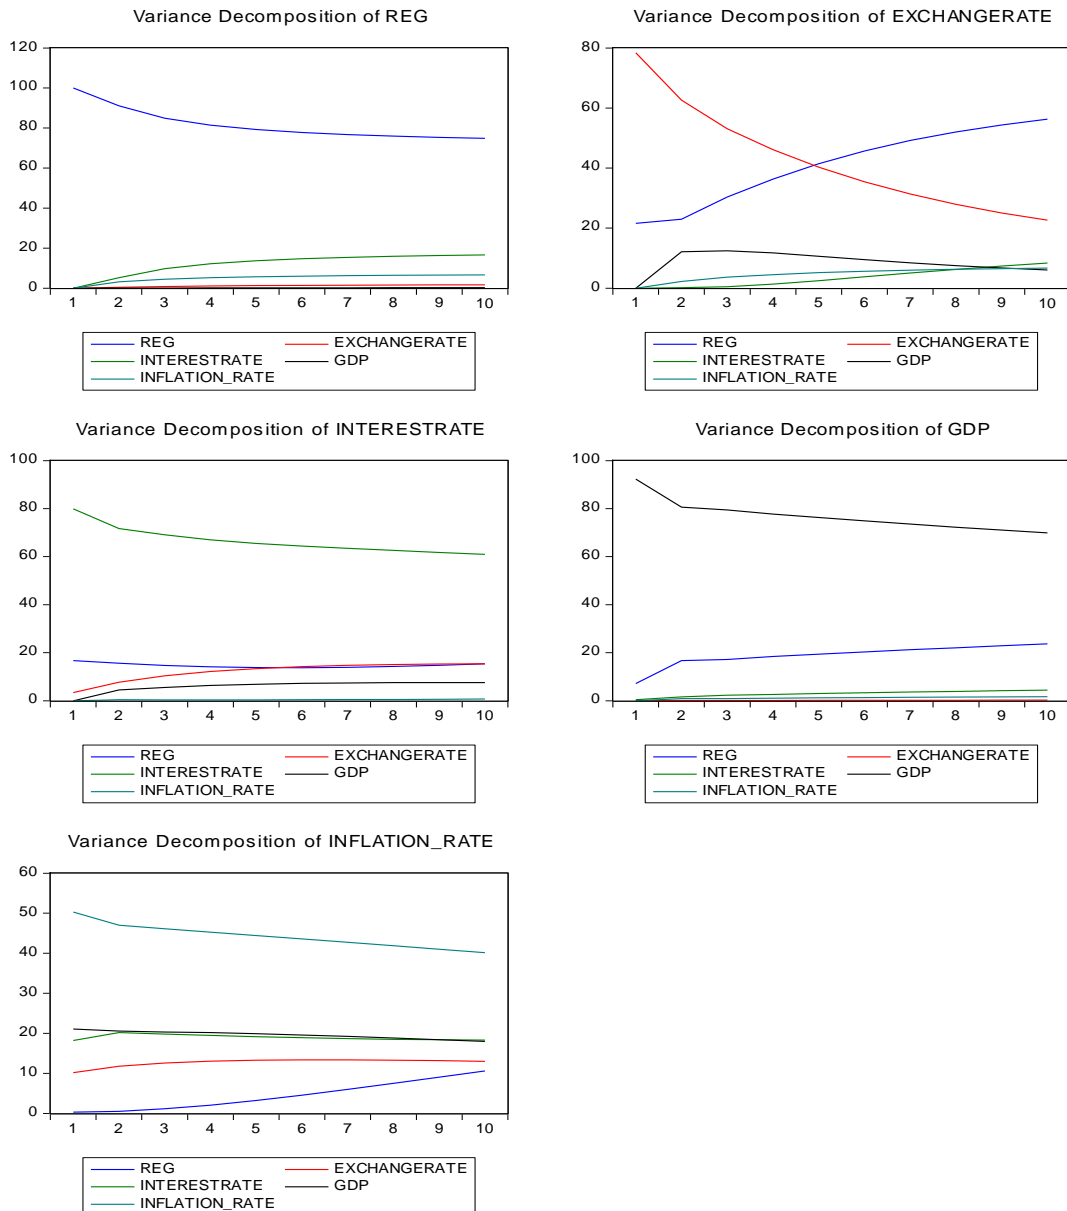 Variance Decomposition of REG
120
100
80
60
40
20
0
1 2 3 4 5 6 7 8 9 10
REG EXCHANGERATE
INTERESTRATE GDP
INFLATION_RATE
Variance Decomposition of EXCHANGERATE
80
60
40
20
0
1 2 3 4 5 6 7 8 9 10
REG EXCHANGERATE
INTERESTRATE GDP
INFLATION_RATE
Variance Decomposition of INTERESTRATE
100
80
60
40
20
0
1 2 3 4 5 6 7 8 9 10
REG EXCHANGERATE
INTERESTRATE GDP
INFLATION_RATE
Variance Decomposition of GDP
100
80
60
40
20
0
1 2 3 4 5 6 7 8 9 10
REG EXCHANGERATE
INTERESTRATE GDP
INFLATION_RATE
Variance Decomposition of INFLATION_RATE
60
50
40
30
20
10
0
1 2 3 4 5 6 7 8 9 10
REG EXCHANGERATE
INTERESTRATE GDP
INFLATION_RATE